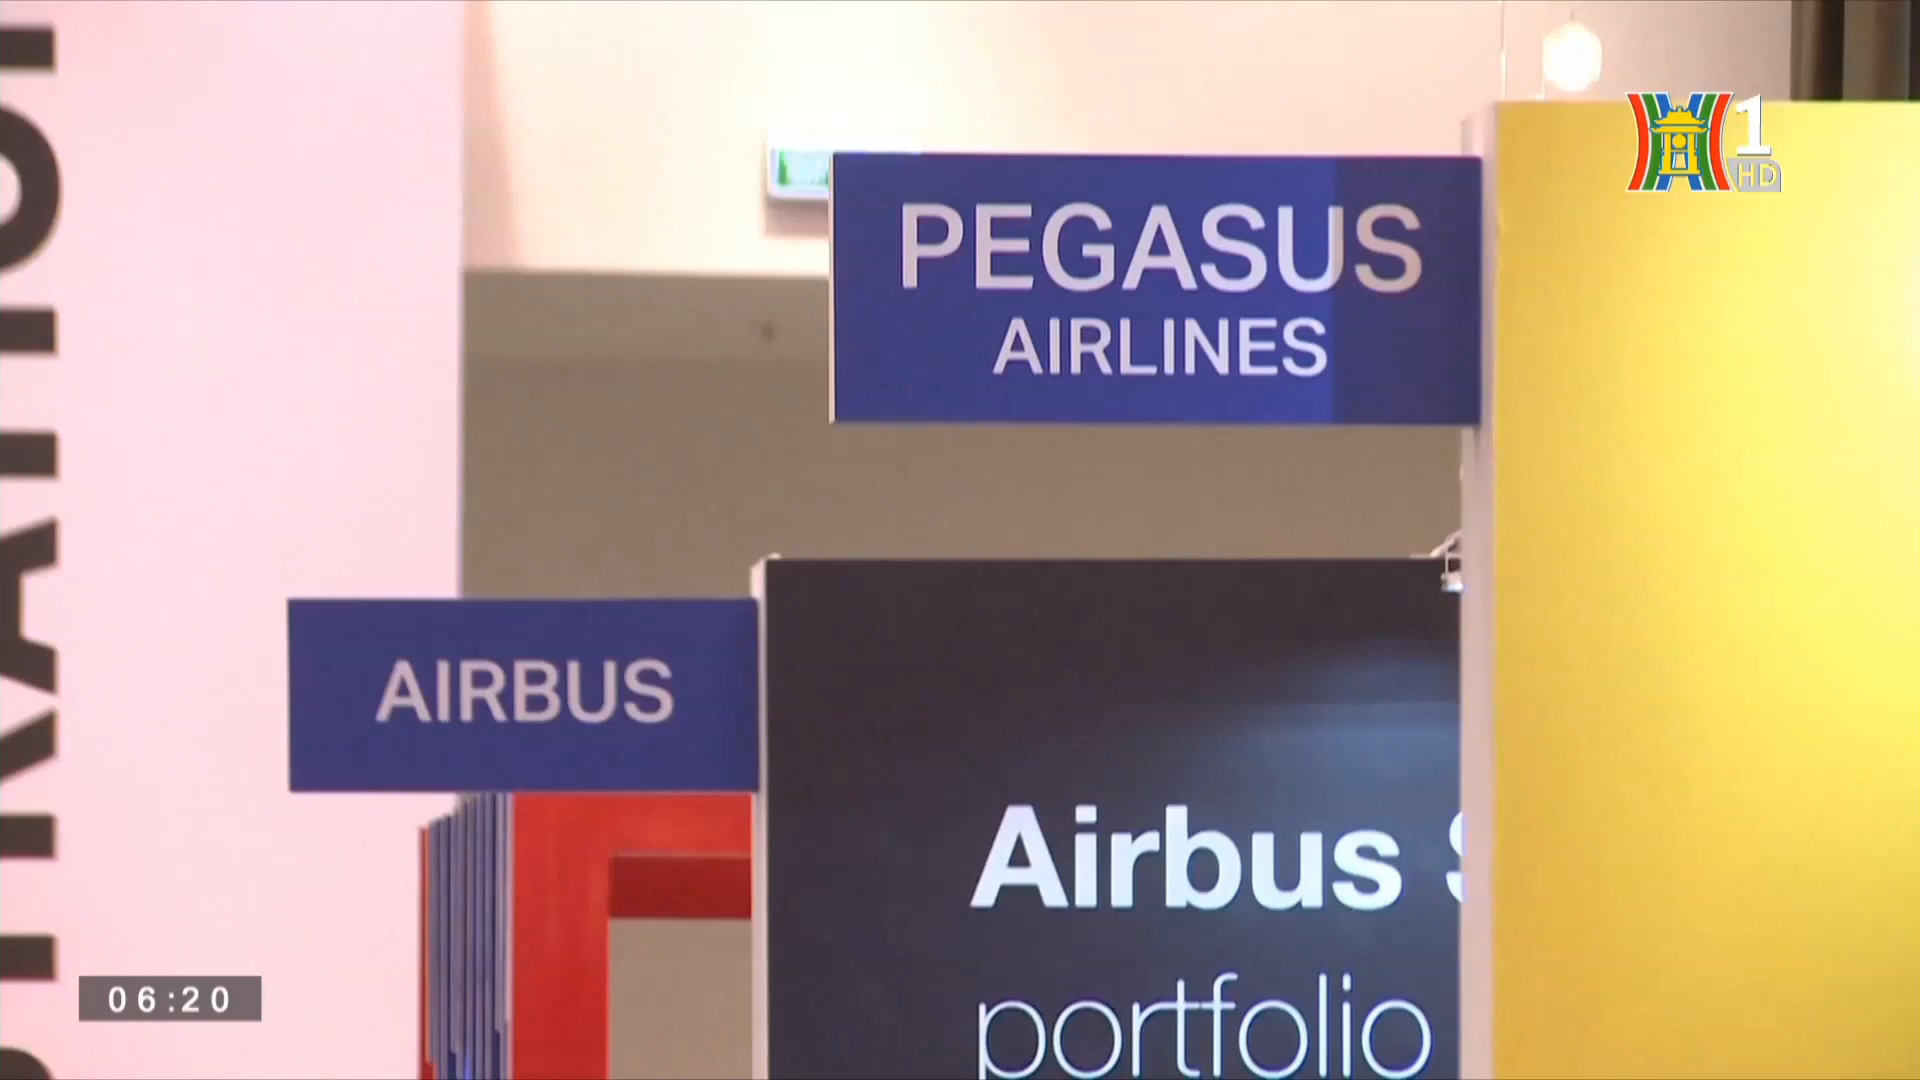 1
HD
PEGASUS
AIRLINES
AIRBUS
Airbus
portfolio
06:20